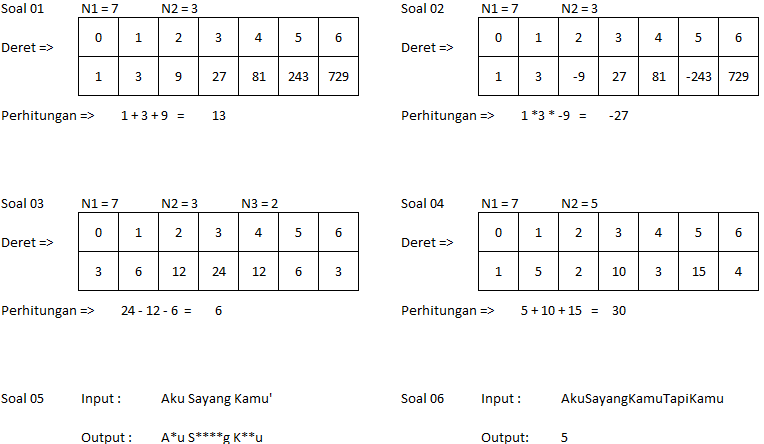 Soal 01 N1 = 7 N2 = 3
0 1 2 3 4 5 6
Deret =>
1 3 9 27 81 243 729
Perhitungan => 1 + 3 + 9 = 13
Soal 02 N1 = 7 N2 = 3
0 1 2 3 4 5 6
Deret =>
1 3 -9 27 81 -243 729
Perhitungan => 1 *3 * -9 = -27
Soal 03 N1 = 7 N2 = 3 N3 = 2
0 1 2 3 4 5 6
Deret =>
3 6 12 24 12 6 3
Perhitungan => 24 - 12 - 6 = 6
Soal 04 N1 = 7 N2 = 5
0 1 2 3 4 5 6
Deret =>
1 5 2 10 3 15 4
Perhitungan => 5 + 10 + 15 = 30
Soal 05 Input : Aku Sayang Kamu'
Output : A*u S****g K**u
Soal 06 Input : AkuSayangKamuTapiKamu
Output: 5